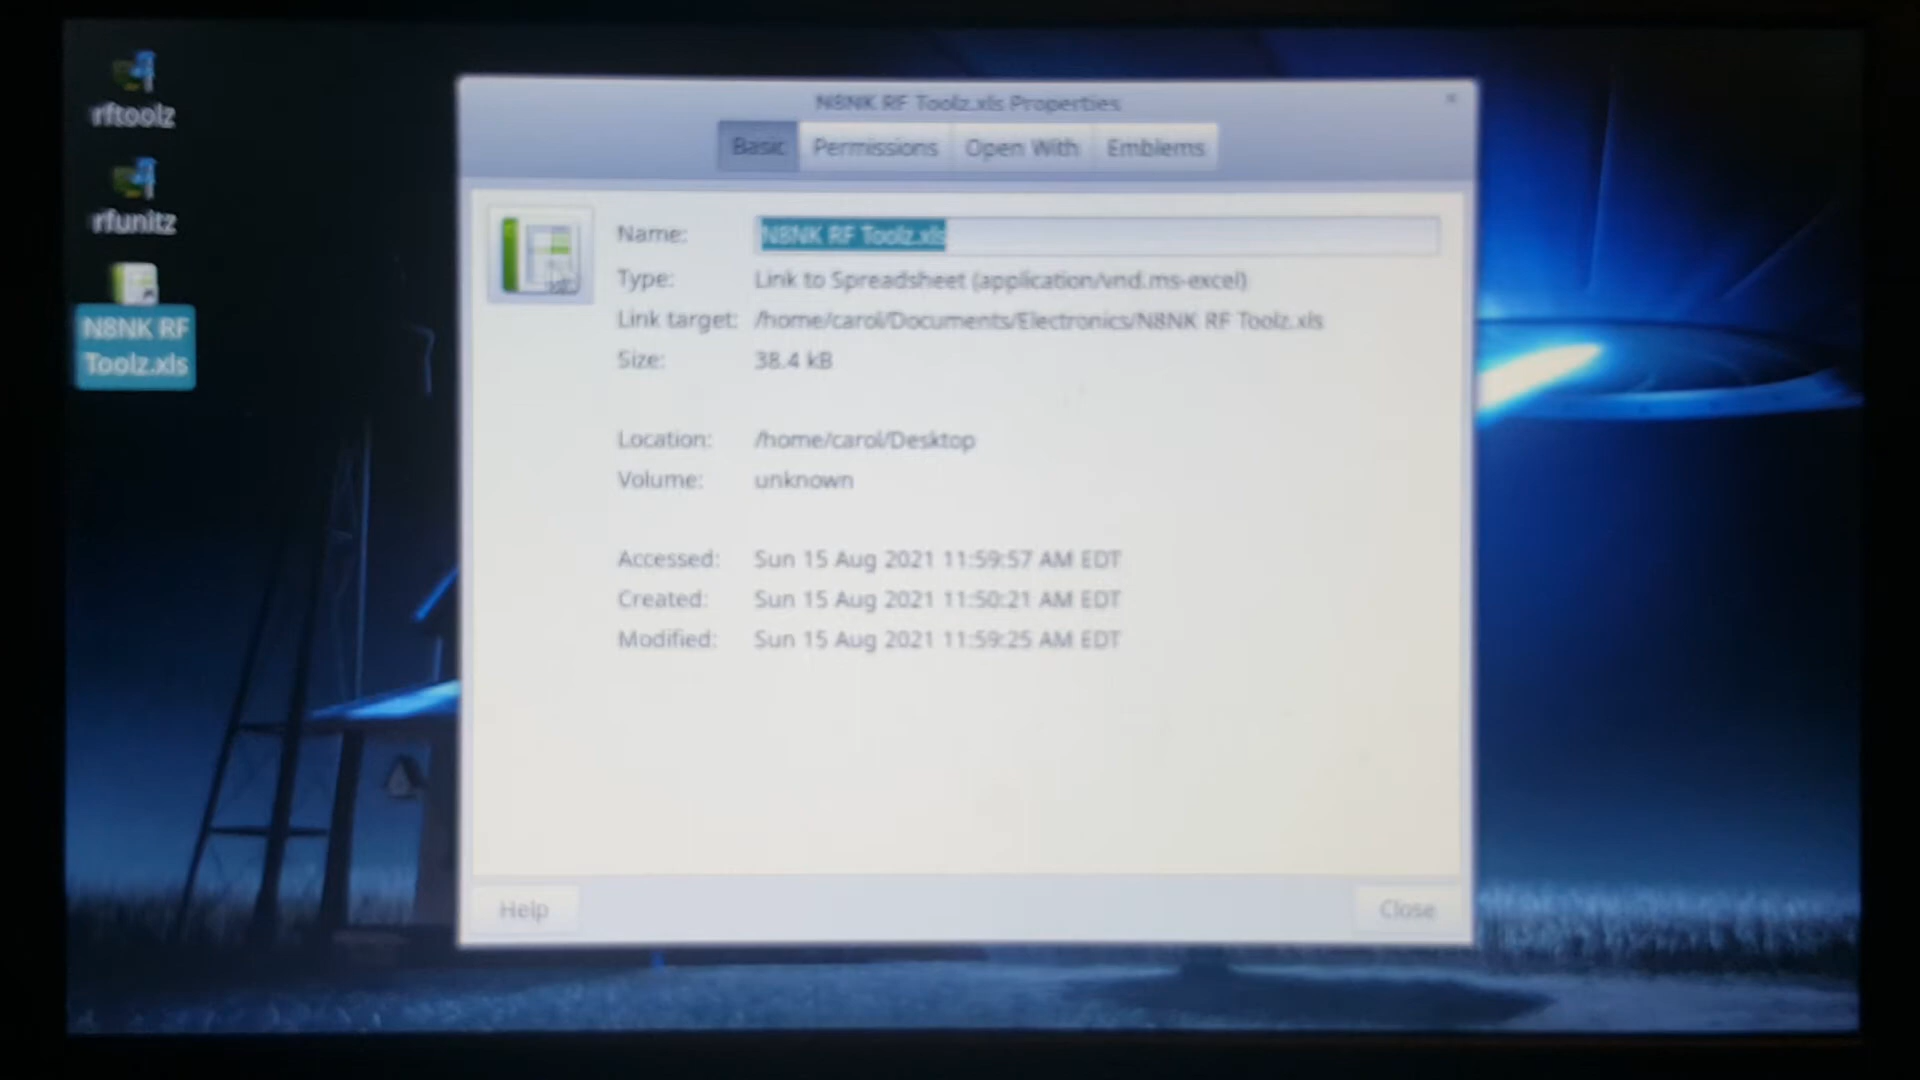 rftoolz
rfunitz
N8NK RF
Toolz.xls
N8NK RF Toolz.xls Properties
Basic Permissions Open With Emblems
Name: N8NK RF Toolz.xls
Type: Link to Spreadsheet (application/vnd.ms-excel)
Link target: /home/carol/Documents/Electronics/N8NK RF Toolz.xls
Size: 38.4 kB
Location: /home/carol/Desktop
Volume: unknown
Accessed: Sun 15 Aug 2021 11:59:57 AM EDT
Created: Sun 15 Aug 2021 11:50:21 AM EDT
Modified: Sun 15 Aug 2021 11:59:25 AM EDT
Help Close